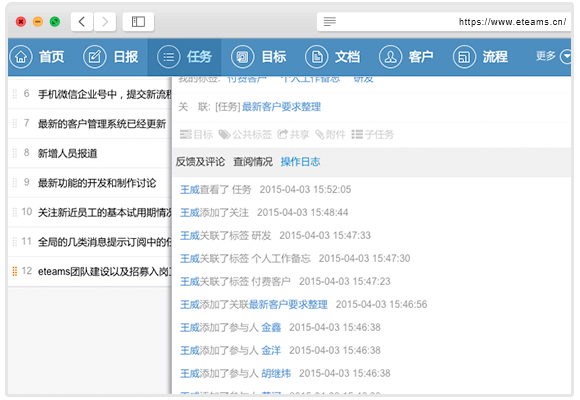 https://www.eteams.cn/
首页 日报 任务 目标 文档 客户 流程 更多
我的标签: 付费客户 个人工作备忘 研发
关 联: [任务]最新客户要求整理
目标 公共标签 共享 附件 子任务
反馈及评论 查阅情况 操作日志
王威查看了 任务 2015-04-03 15:52:05
王威添加了关注 2015-04-03 15:48:44
王威关联了标签 研发 2015-04-03 15:47:33
王威关联了标签 个人工作备忘 2015-04-03 15:47:30
王威关联了标签 付费客户 2015-04-03 15:47:23
王威添加了关联最新客户要求整理 2015-04-03 15:46:56
王威添加了参与人 金鑫 2015-04-03 15:46:38
王威添加了参与人 金洋 2015-04-03 15:46:38
王威添加了参与人 胡继炜 2015-04-03 15:46:38
6 手机微信企业号中，提交新流程
7 最新的客户管理系统已经更新
8 新增人员报道
9 最新功能的开发和制作讨论
10 关注新近员工的基本试用期情况
11 全局的几类消息提示订阅中的任
12 eteams团队建设以及招募入岗